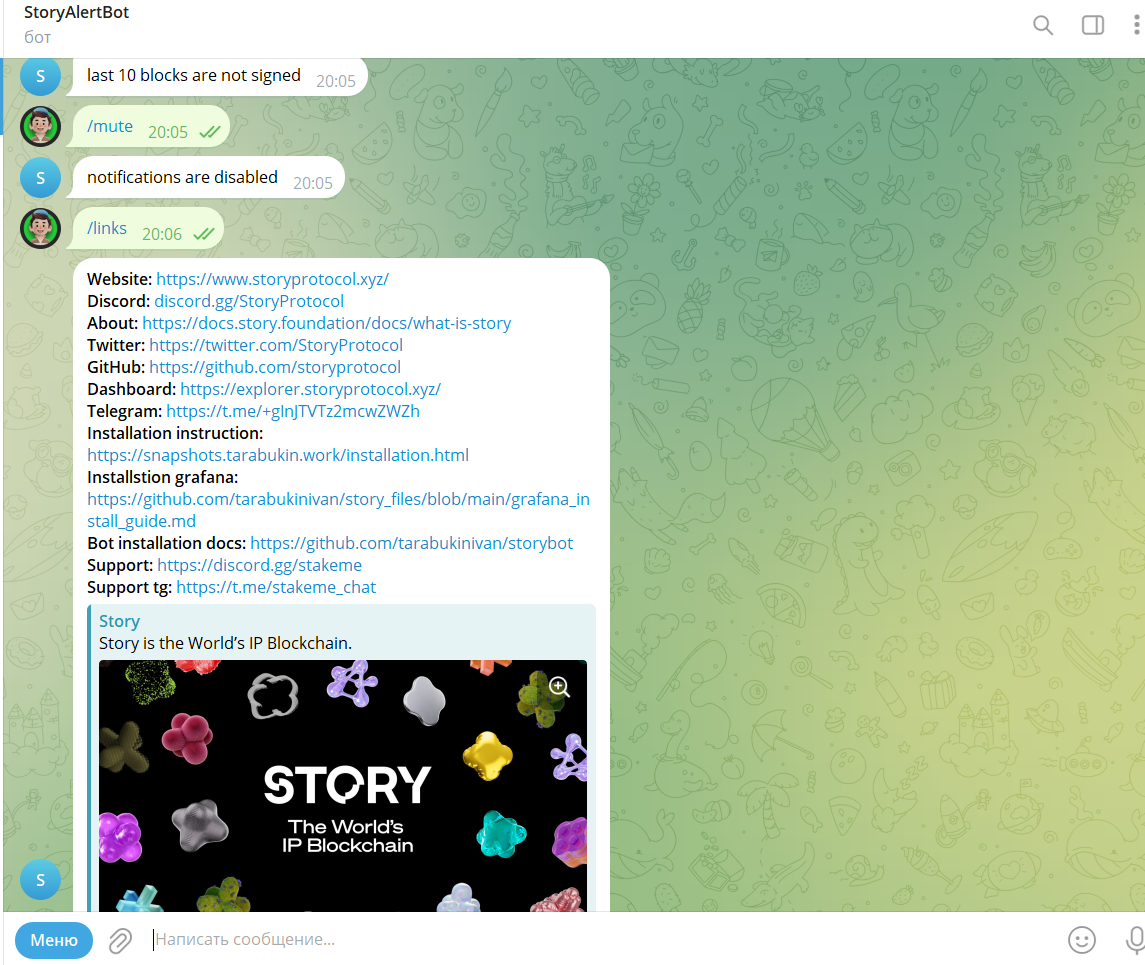 StoryAlertBot
бот
S
last 10 blocks are not signed 20:05
/mute 20:05
S
notifications are disabled 20:05
/links 20:06
Website: https://www.storyprotocol.xyz/
Discord: discord.gg/StoryProtocol
About: https://docs.story.foundation/docs/what-is-story
Twitter: https://twitter.com/StoryProtocol
GitHub: https://github.com/storyprotocol
Dashboard: https://explorer.storyprotocol.xyz/
Telegram: https://t.me/+gInJTVTz2mcwZWZh
Installation instruction:
https://snapshots.tarabukin.work/installation.html
Installstion grafana:
https://github.com/tarabukinivan/story_files/blob/main/grafana_in
stall_guide.md
Bot installation docs: https://github.com/tarabukinivan/storybot
Support: https://discord.gg/stakeme
Support tg: https://t.me/stakeme_chat
Story
Story is the World’s IP Blockchain.
STORY
The World’s
IP Blockchain
S
Меню
Написать сообщение...